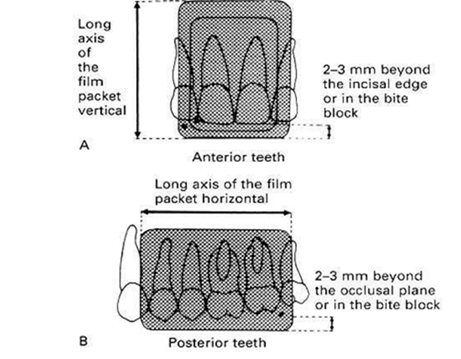 Long
axis
of
the
film
packet
vertical
2–3 mm beyond
the incisal edge
or in the bite
block
A
Anterior teeth
Long axis of the film
packet horizontal
2–3 mm beyond
the occlusal plane
or in the bite block
B
Posterior teeth